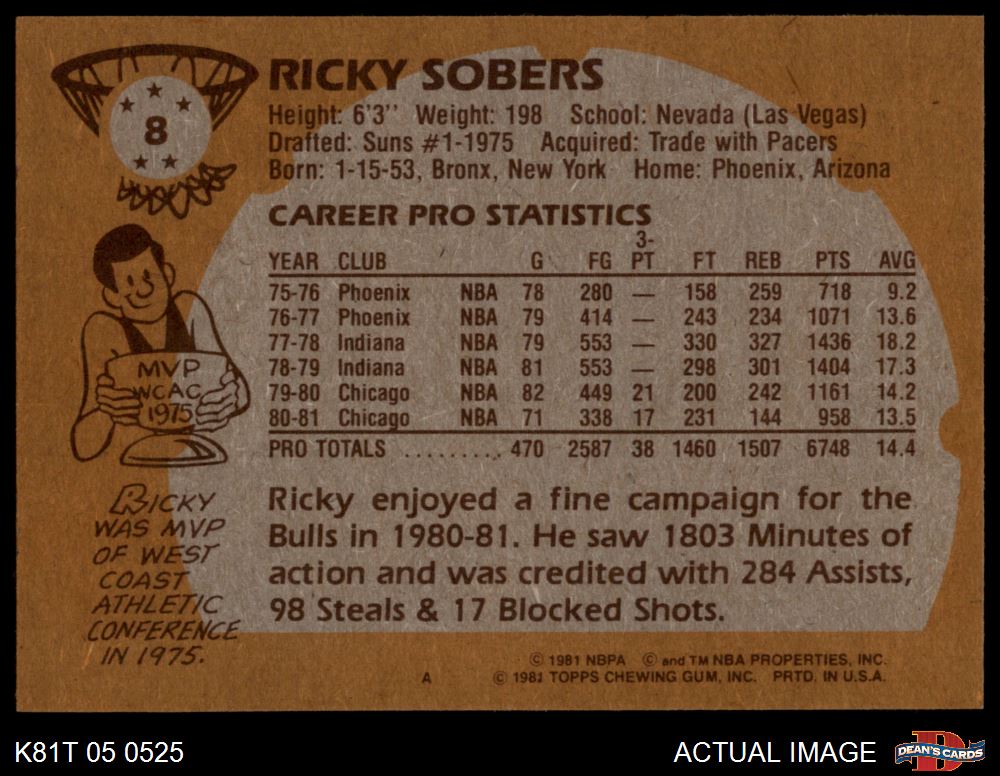 8
RICKY SOBERS
Height: 6'3'' Weight: 198 School: Nevada (Las Vegas)
Drafted: Suns #1-1975 Acquired: Trade with Pacers
Born: 1-15-53, Bronx, New York Home: Phoenix, Arizona
CAREER PRO STATISTICS
YEAR CLUB G FG 3-PT FT REB PTS AVG
75-76 Phoenix NBA 78 280 — 158 259 718 9.2
76-77 Phoenix NBA 79 414 — 243 234 1071 13.6
77-78 Indiana NBA 79 553 — 330 327 1436 18.2
78-79 Indiana NBA 81 553 — 298 301 1404 17.3
79-80 Chicago NBA 82 449 21 200 242 1161 14.2
80-81 Chicago NBA 71 338 17 231 144 958 13.5
PRO TOTALS ......... 470 2587 38 1460 1507 6748 14.4
MVP
WCAC
1975
RICKY
WAS MVP
OF WEST
COAST
ATHLETIC
CONFERENCE
IN 1975.
Ricky enjoyed a fine campaign for the
Bulls in 1980-81. He saw 1803 Minutes of
action and was credited with 284 Assists,
98 Steals & 17 Blocked Shots.
© 1981 NBPA © and TM NBA PROPERTIES, INC.
A © 1981 TOPPS CHEWING GUM, INC. PRTD. IN U.S.A.
K81T 05 0525 ACTUAL IMAGE D DEAN'S CARDS